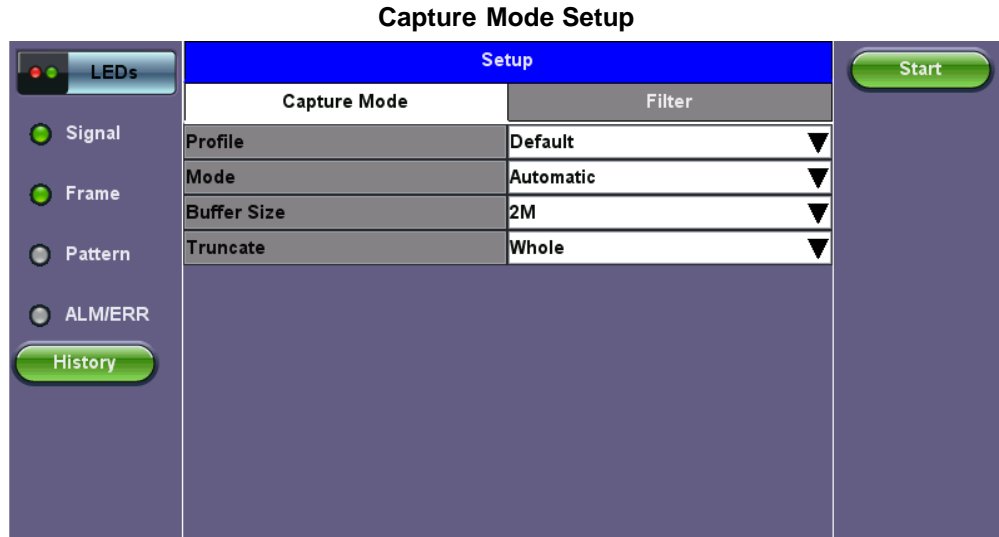 Capture Mode Setup
LEDs
Setup
Start
Capture Mode
Filter
Signal
Profile
Default
Mode
Automatic
Frame
Buffer Size
2M
Truncate
Whole
Pattern
ALM/ERR
History